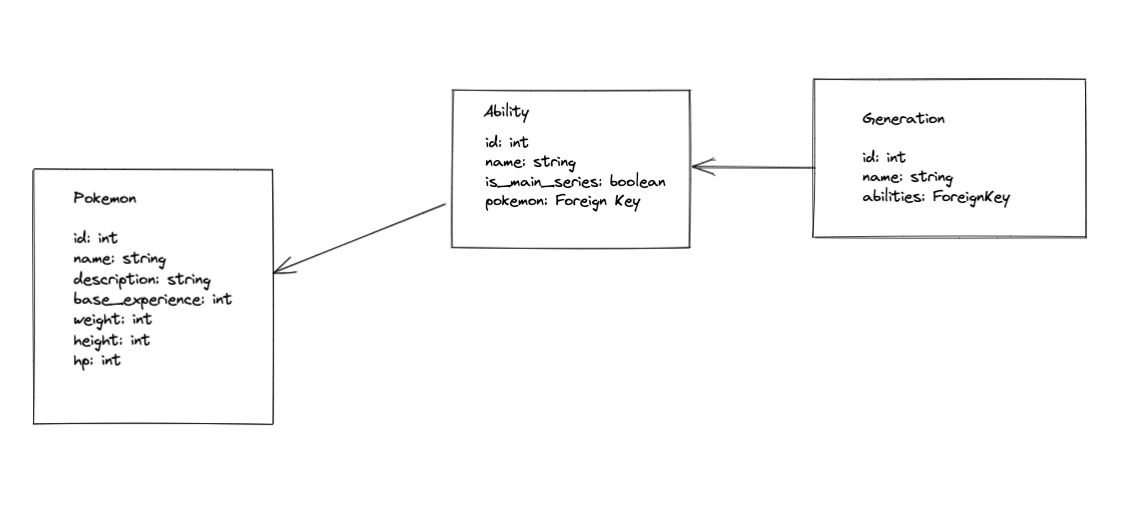 Pokemon
id: int
name: string
description: string
base_experience: int
weight: int
height: int
hp: int
Ability
id: int
name: string
is_main_series: boolean
pokemon: Foreign Key
Generation
id: int
name: string
abilities: ForeignKey